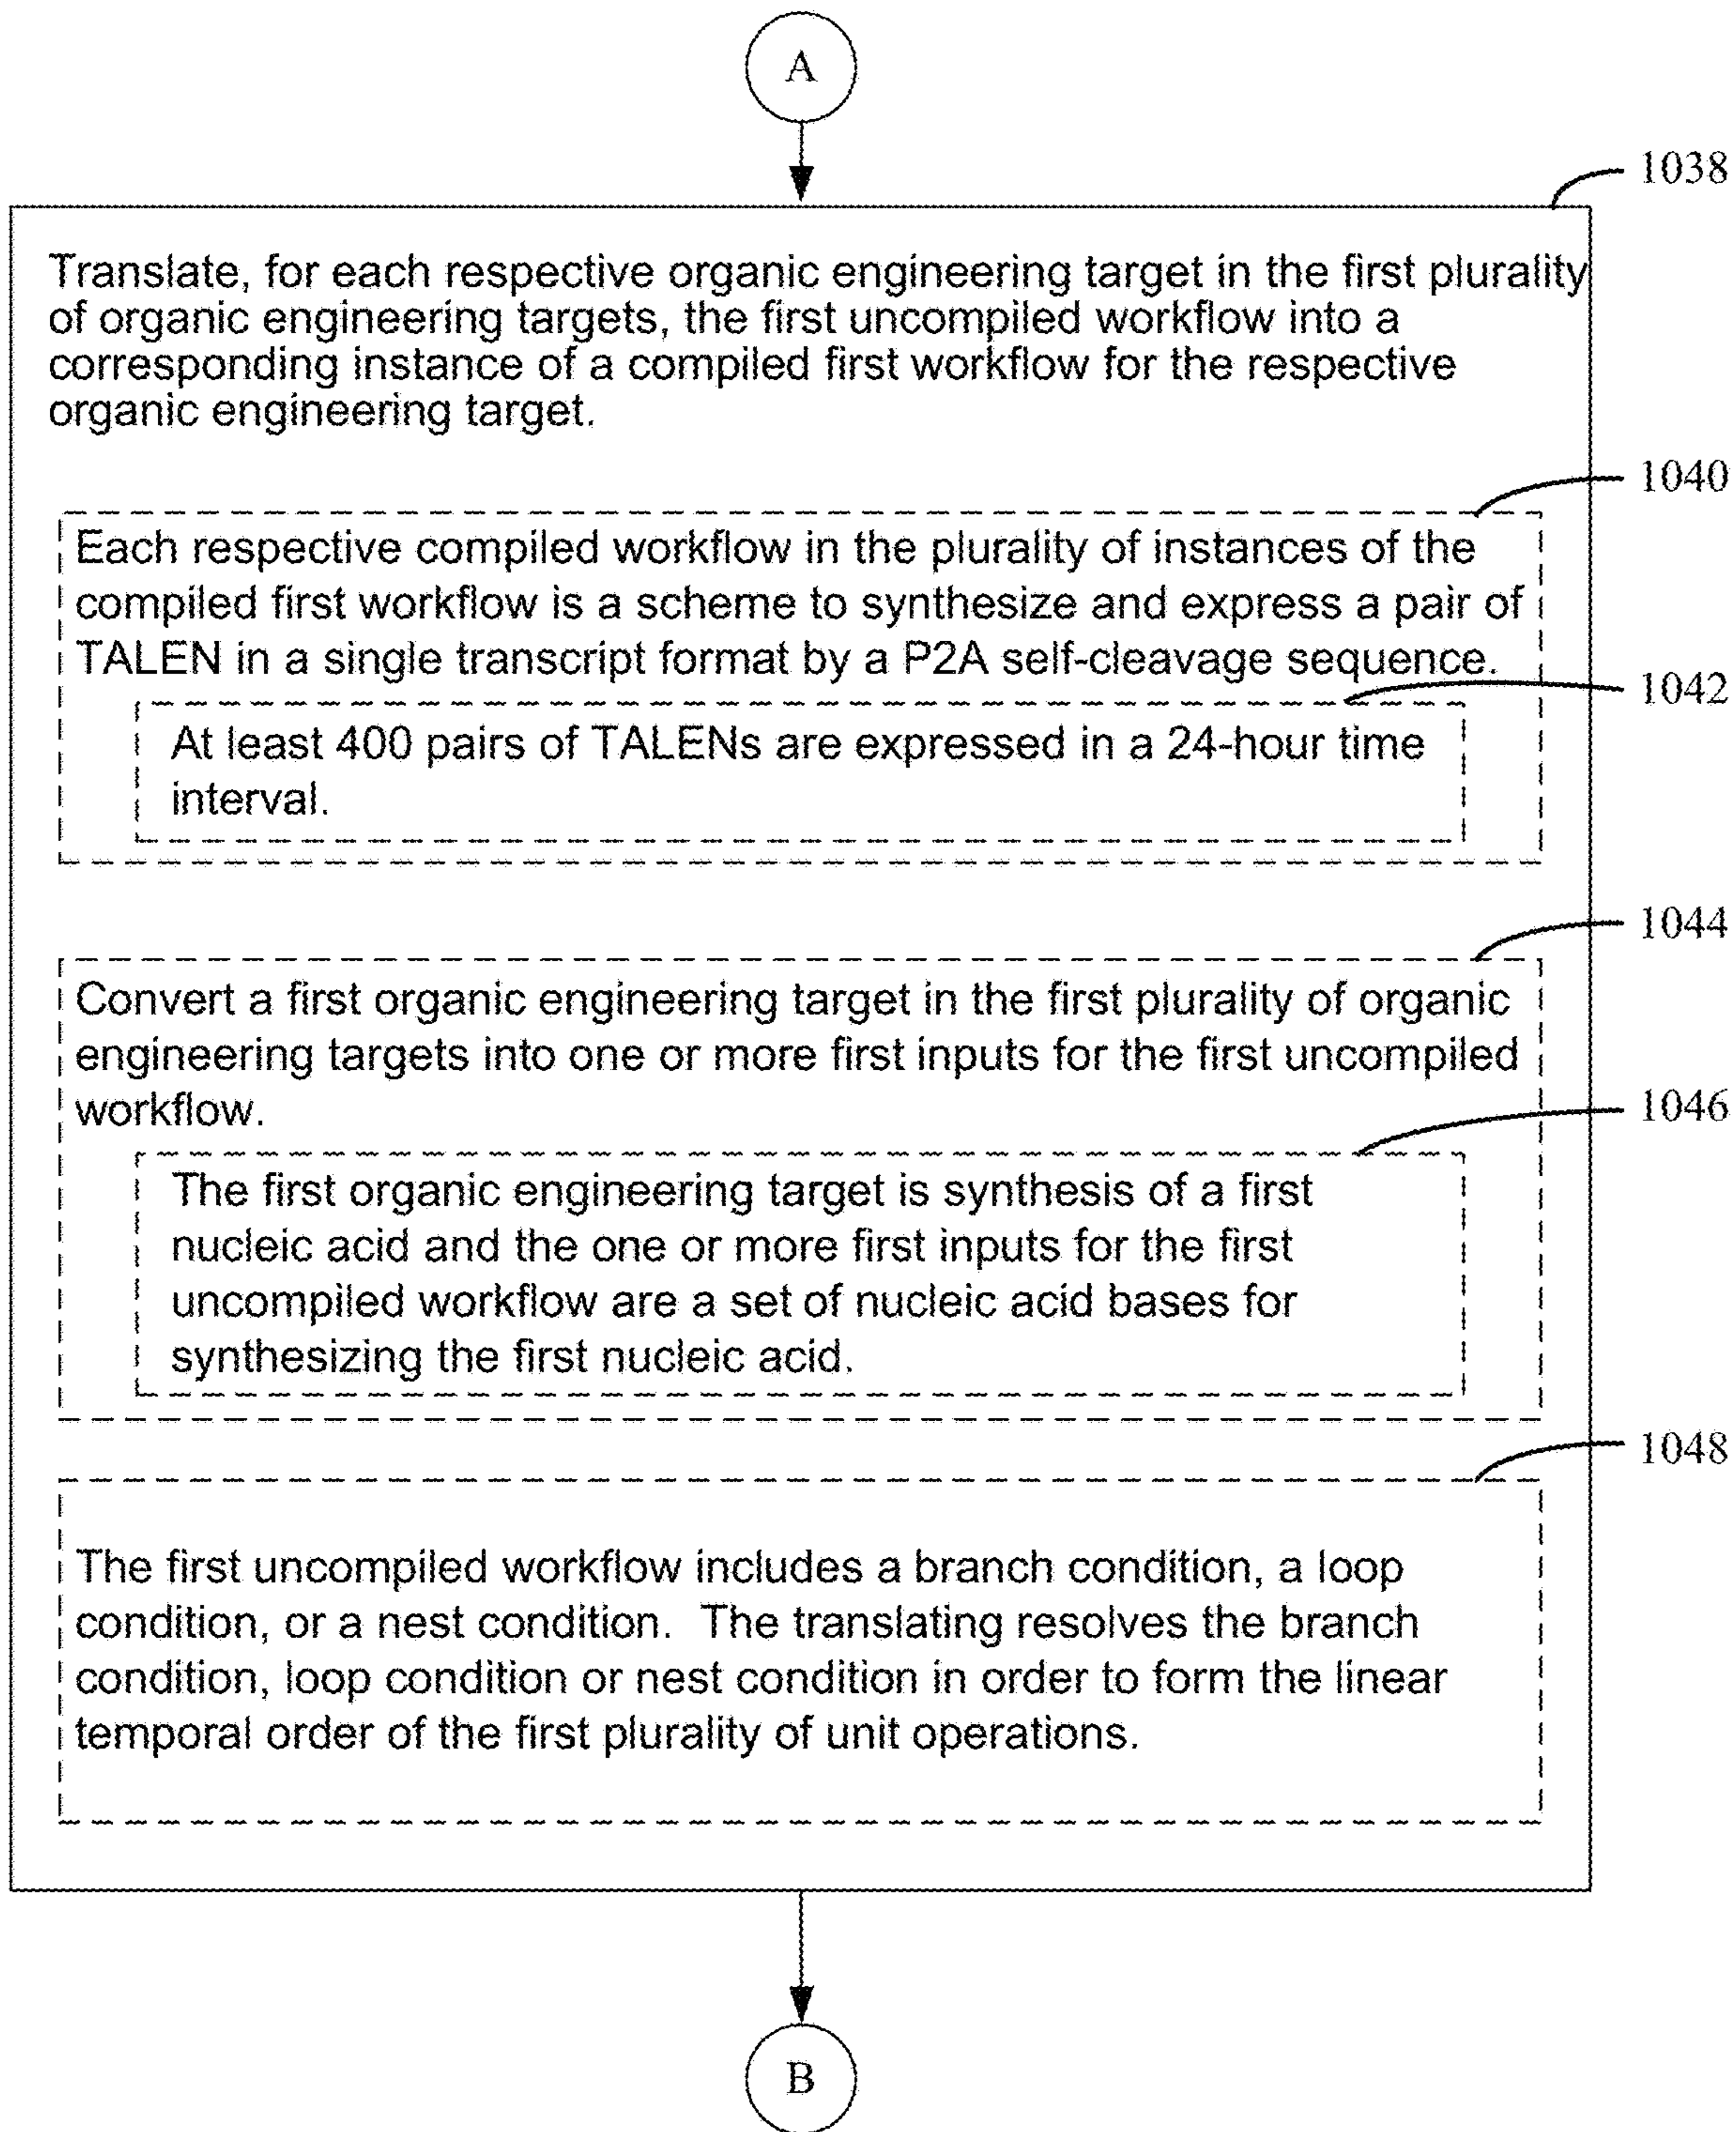 A
1038
Translate, for each respective organic engineering target in the first plurality
of organic engineering targets, the first uncompiled workflow into a
corresponding instance of a compiled first workflow for the respective
organic engineering target.
1040
Each respective compiled workflow in the plurality of instances of the
compiled first workflow is a scheme to synthesize and express a pair of
TALEN in a single transcript format by a P2A self-cleavage sequence.
1042
At least 400 pairs of TALENs are expressed in a 24-hour time
interval.
1044
Convert a first organic engineering target in the first plurality of organic
engineering targets into one or more first inputs for the first uncompiled
workflow.
1046
The first organic engineering target is synthesis of a first
nucleic acid and the one or more first inputs for the first
uncompiled workflow are a set of nucleic acid bases for
synthesizing the first nucleic acid.
1048
The first uncompiled workflow includes a branch condition, a loop
condition, or a nest condition.  The translating resolves the branch
condition, loop condition or nest condition in order to form the linear
temporal order of the first plurality of unit operations.
B